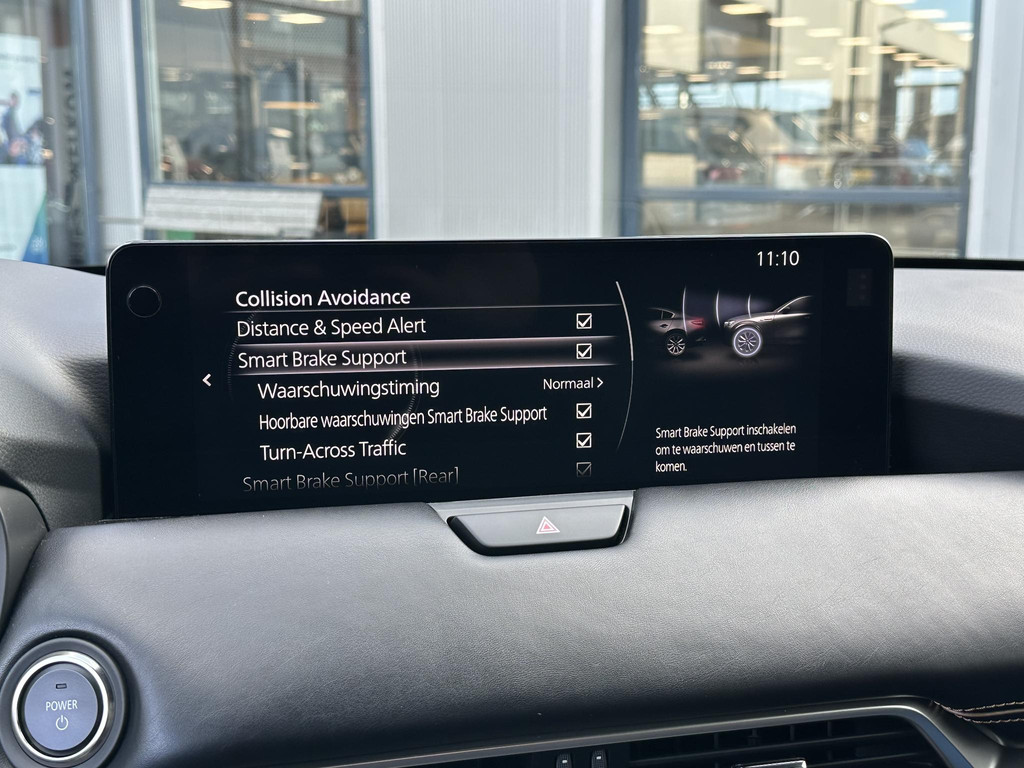 11:10
Collision Avoidance
Distance & Speed Alert
Smart Brake Support
Waarschuwingstiming Normaal
Hoorbare waarschuwingen Smart Brake Support
Turn-Across Traffic
Smart Brake Support [Rear]
Smart Brake Support inschakelen
om te waarschuwen en tussen te
komen.
POWER